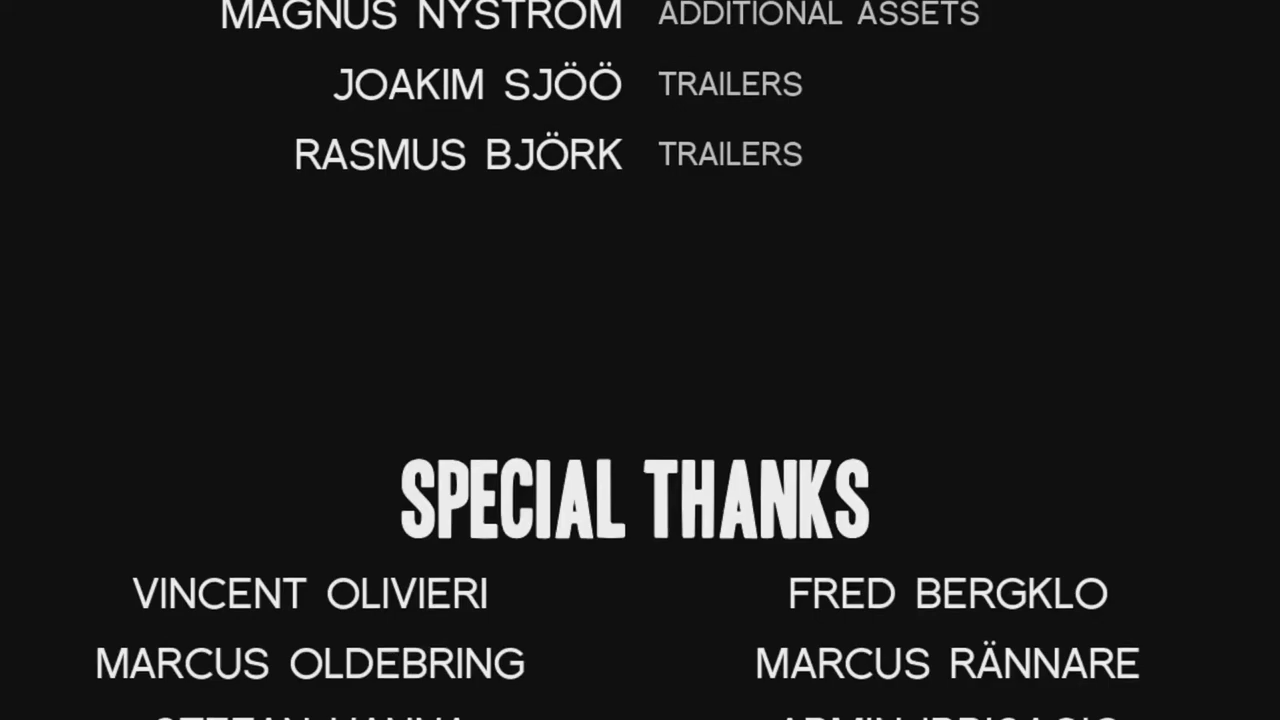 MAGNUS NYSTRÖM ADDITIONAL ASSETS
JOAKIM SJÖÖ TRAILERS
RASMUS BJÖRK TRAILERS
SPECIAL THANKS
VINCENT OLIVIERI FRED BERGKLO
MARCUS OLDEBRING MARCUS RÄNNARE